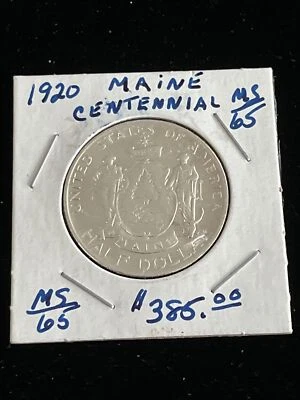 1920 MAINE
CENTENNIAL
MS
65
UNITED STATES OF AMERICA
MAINE
HALF DOLLAR
MS
65
$385.00